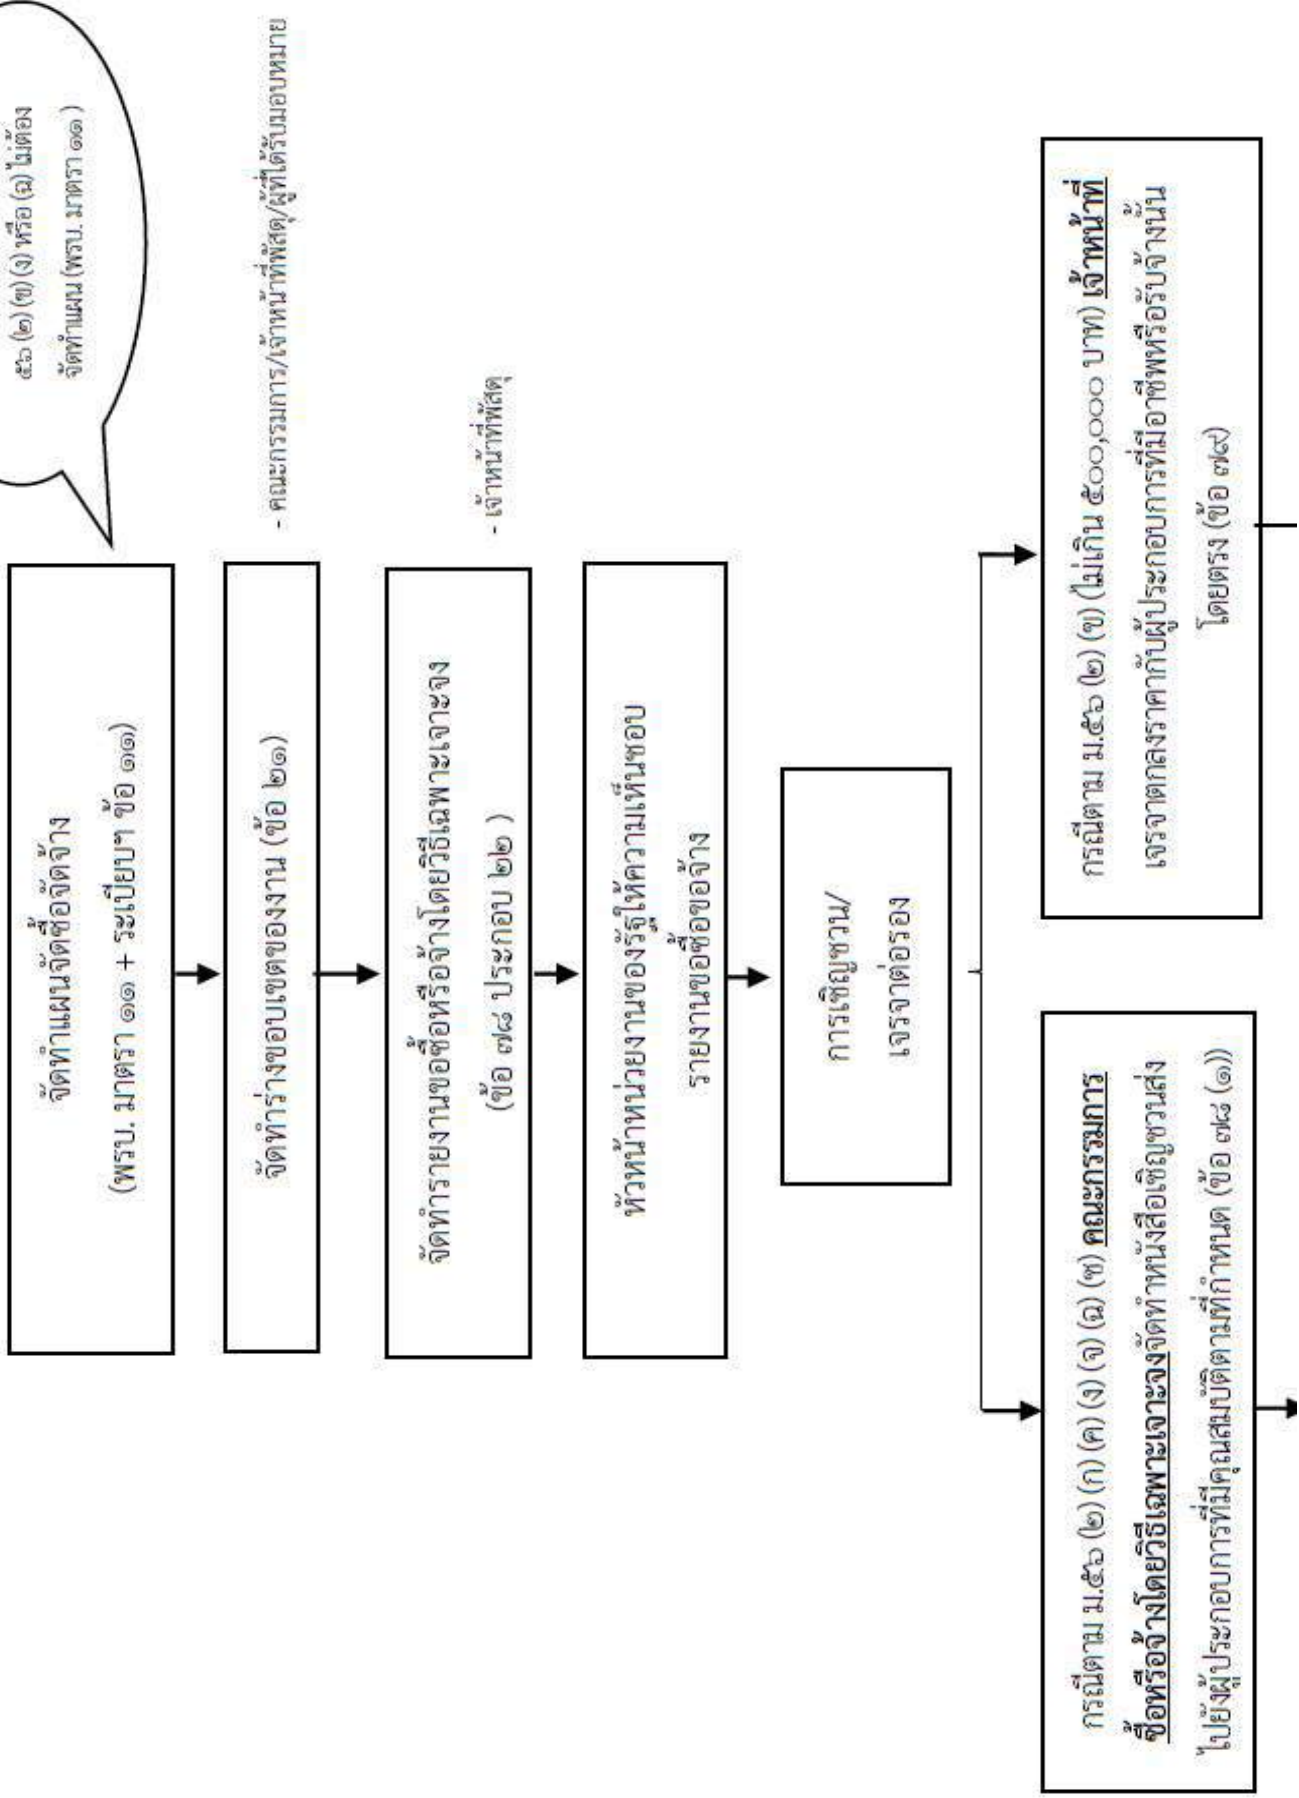 ๕๖ (๒) (ข) (ง) หรือ (ฉ) ไม่ต้อง
จัดทำแผน (พรบ. มาตรา ๑๑ )
จัดทำแผนจัดซื้อจัดจ้าง
(พรบ. มาตรา ๑๑ + ระเบียบฯ ข้อ ๑๑)
จัดทำร่างขอบเขตของงาน (ข้อ ๒๑)
- คณะกรรมการ/เจ้าหน้าที่พัสดุ/ผู้ที่ได้รับมอบหมาย
จัดทำรายงานขอซื้อหรือจ้างโดยวิธีเฉพาะเจาะจง
(ข้อ ๗๘ ประกอบ ๒๒ )
- เจ้าหน้าที่พัสดุ
หัวหน้าหน่วยงานของรัฐให้ความเห็นชอบ
รายงานขอซื้อขอจ้าง
การเชิญชวน/
เจรจาต่อรอง
กรณีตาม ม.๕๖ (๒) (ก) (ค) (ง) (จ) (ฉ) (ช) คณะกรรมการ
ซื้อหรือจ้างโดยวิธีเฉพาะเจาะจงจัดทำหนังสือเชิญชวนส่ง
ไปยังผู้ประกอบการที่มีคุณสมบัติตามที่กำหนด (ข้อ ๗๘ (๑))
กรณีตาม ม.๕๖ (๒) (ข) (ไม่เกิน ๕๐๐,๐๐๐ บาท) เจ้าหน้าที่
เจรจาตกลงราคากับผู้ประกอบการที่มีอาชีพหรือรับจ้างนั้น
โดยตรง (ข้อ ๗๙)